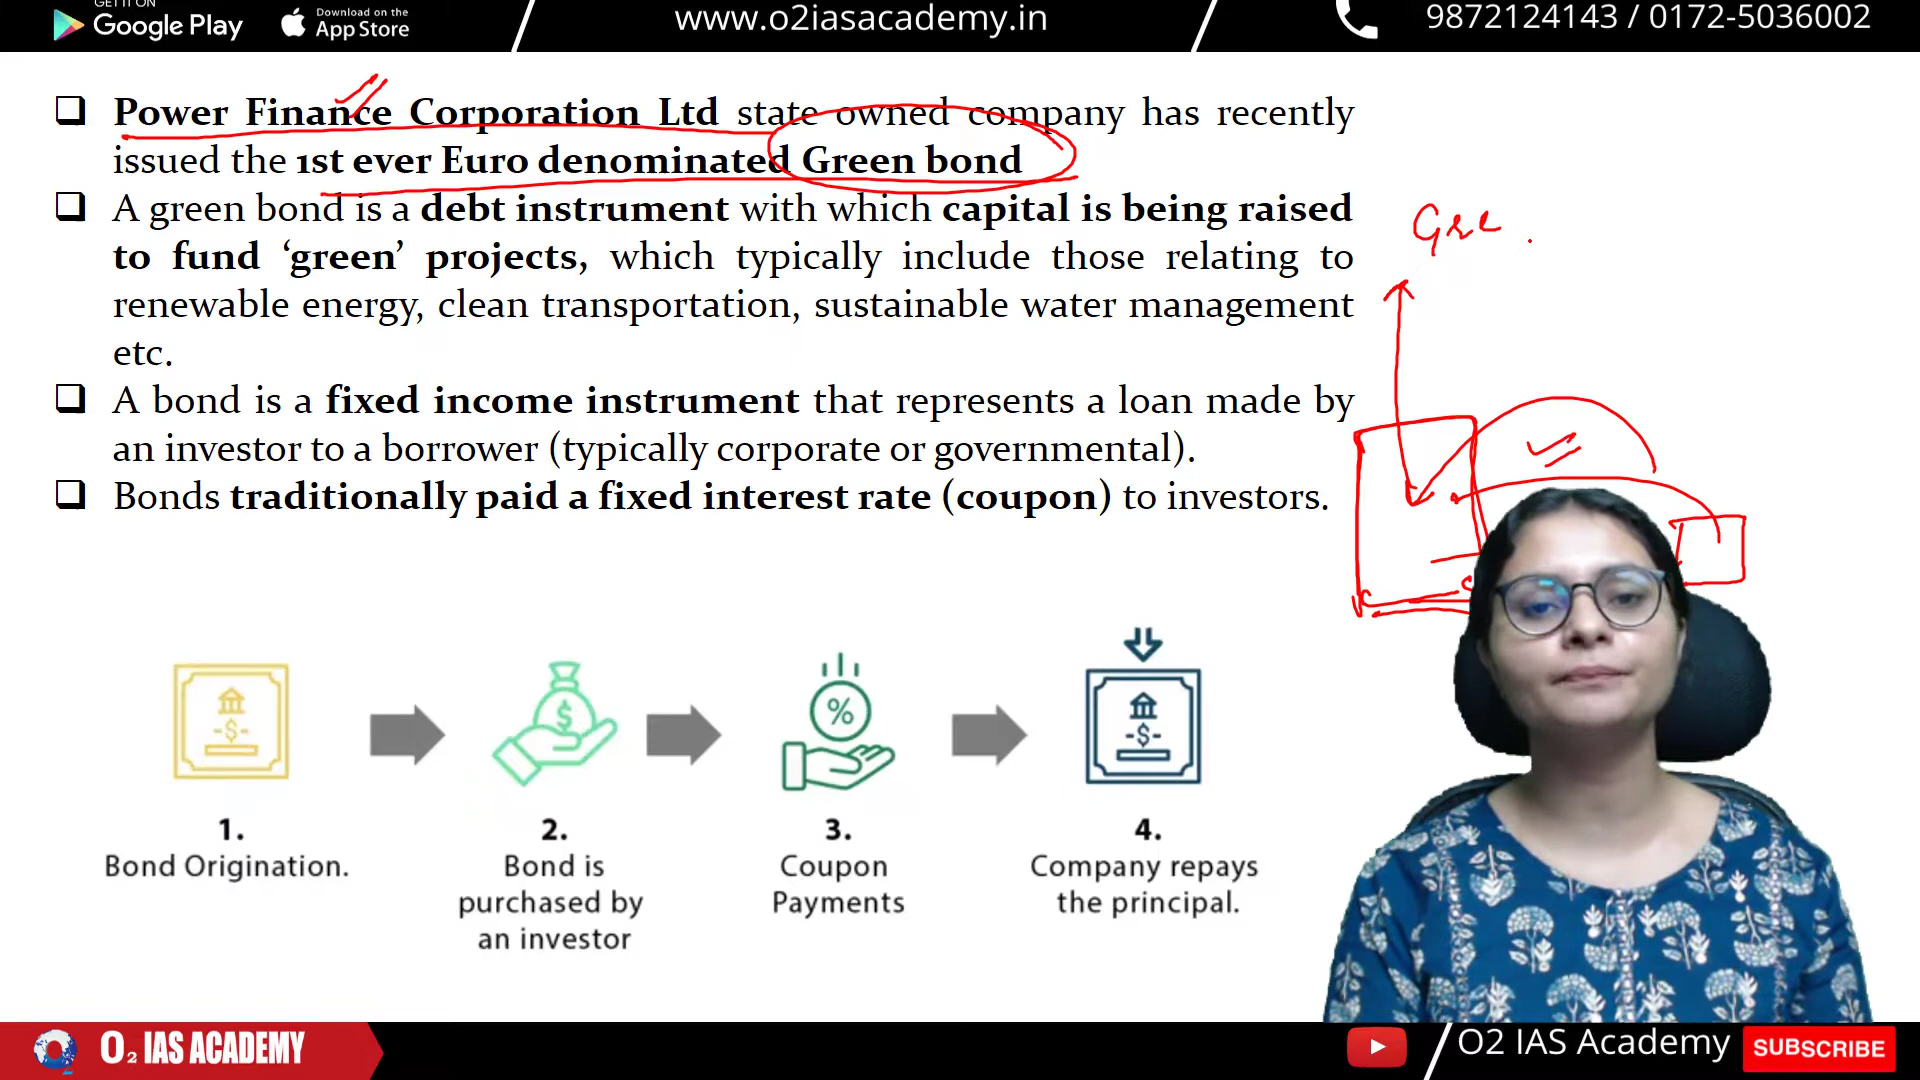 GET IT ON
Google Play
Download on the
App Store
www.o2iasacademy.in
9872124143 / 0172-5036002
❑ Power Finance Corporation Ltd state owned company has recently
issued the 1st ever Euro denominated Green bond
❑ A green bond is a debt instrument with which capital is being raised
to fund ‘green’ projects, which typically include those relating to
renewable energy, clean transportation, sustainable water management
etc.
❑ A bond is a fixed income instrument that represents a loan made by
an investor to a borrower (typically corporate or governmental).
❑ Bonds traditionally paid a fixed interest rate (coupon) to investors.
Gre
-$-
$
%
-$-
1.
Bond Origination.
2.
Bond is
purchased by
an investor
3.
Coupon
Payments
4.
Company repays
the principal.
O2 IAS ACADEMY
O2 IAS Academy
SUBSCRIBE